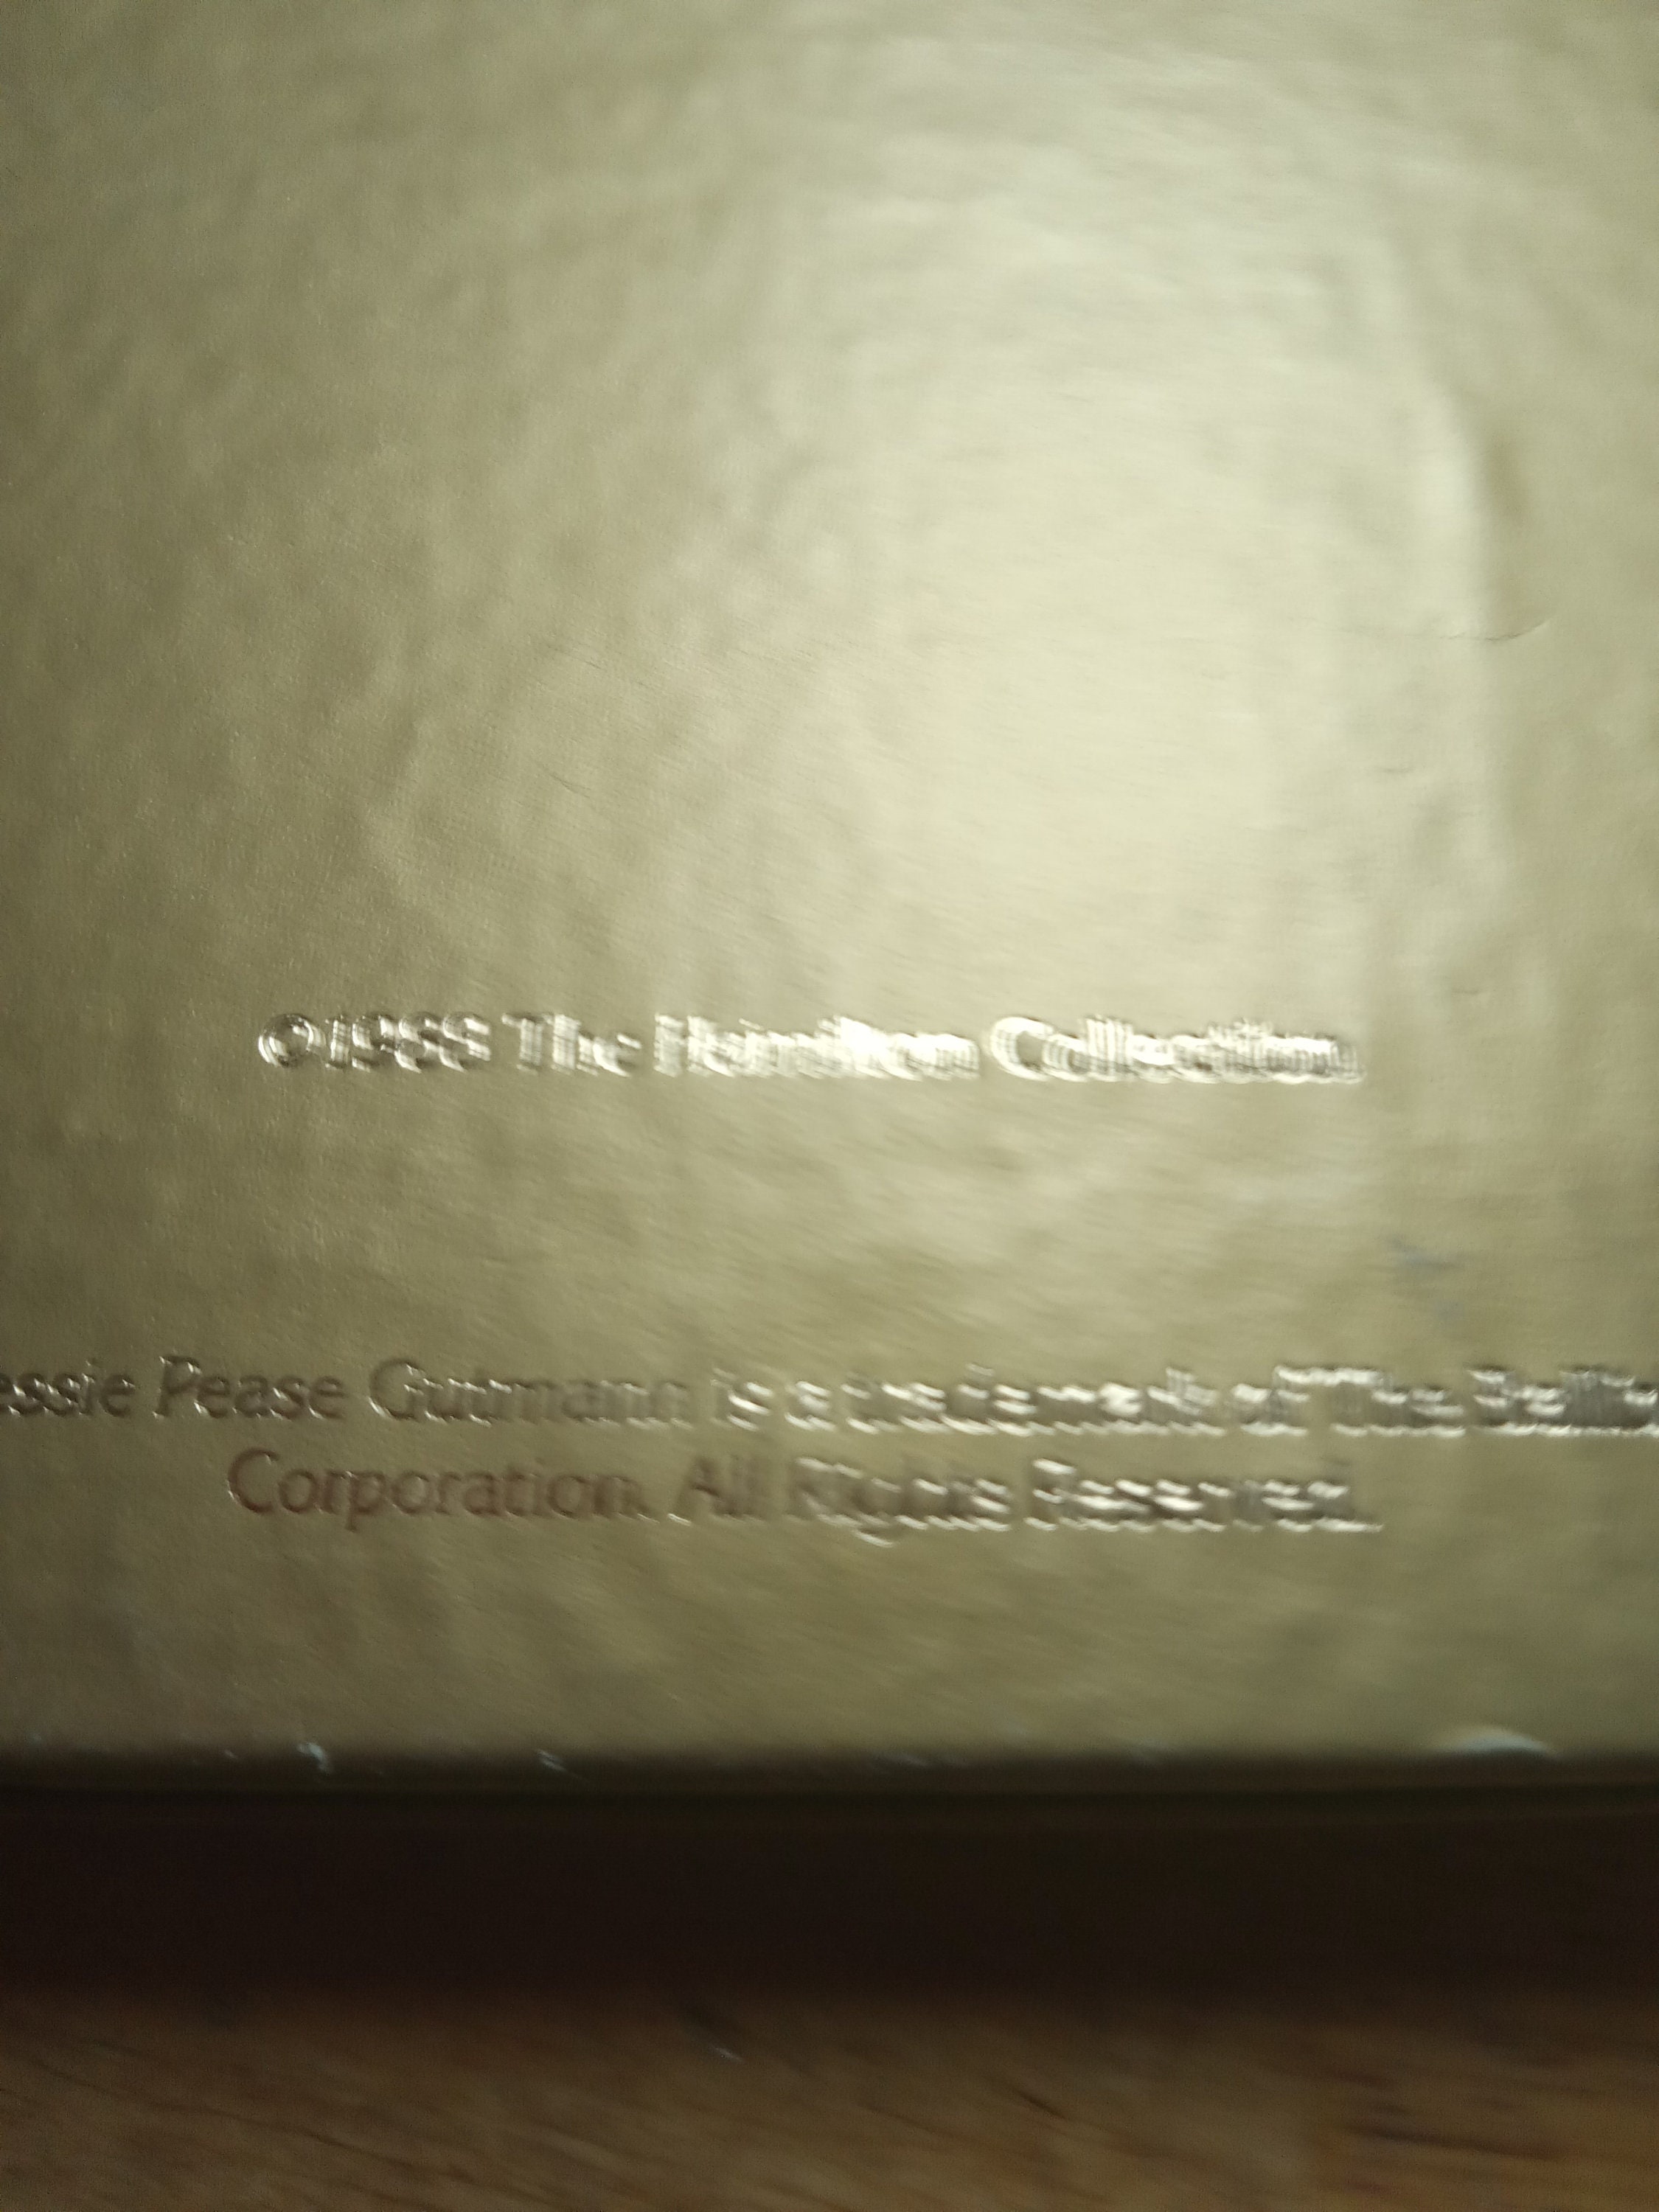 ©1988 The Hamilton Collection
essie Pease Gutmann is a trademark of The
Corporation. All Rights Reserved.